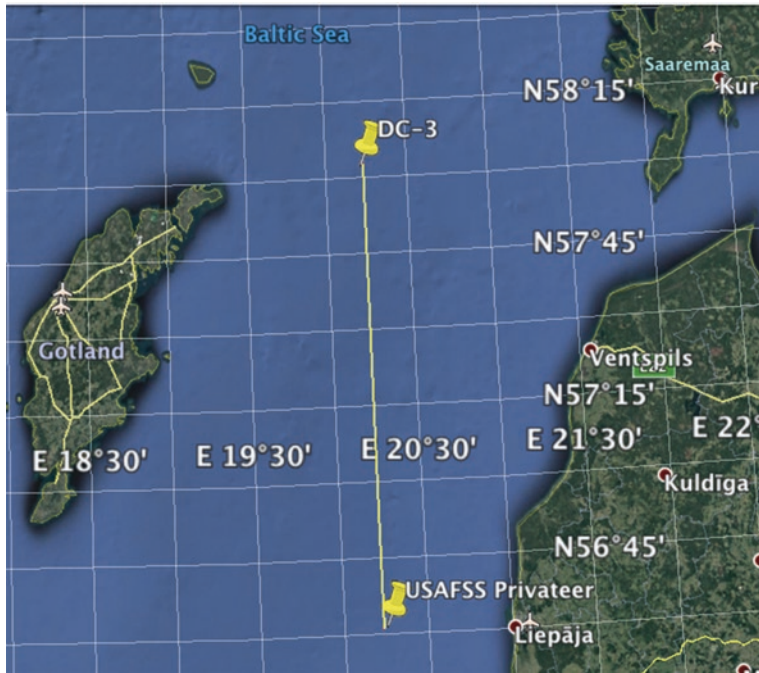 Baltic Sea
Saaremaa
N58°15'
Kur
DC-3
N57°45'
Gotland
Ventspils
N57°15'
E 18°30'
E 19°30'
E 20°30'
E 21°30'
E 22°
Kuldīga
N56°45'
USAFSS Privateer
Liepāja